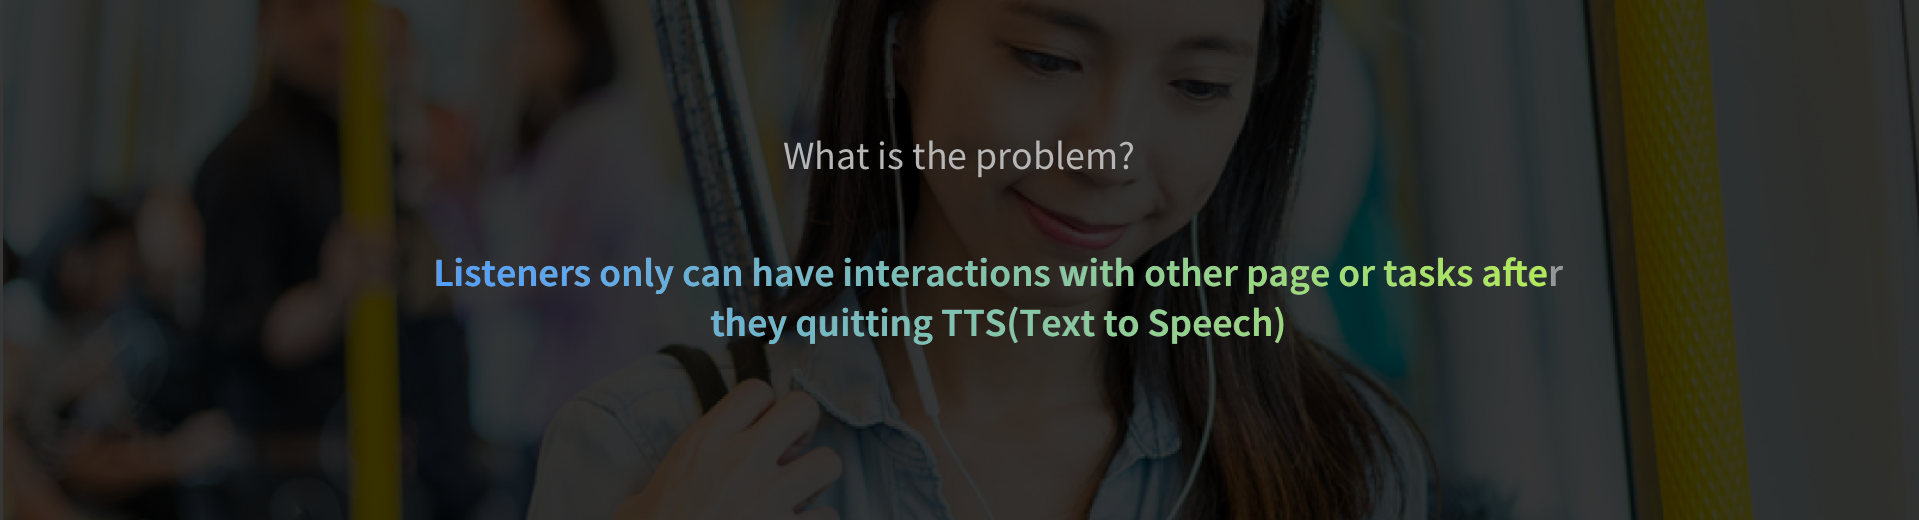 What is the problem?
Listeners only can have interactions with other page or tasks after
they quitting TTS(Text to Speech)